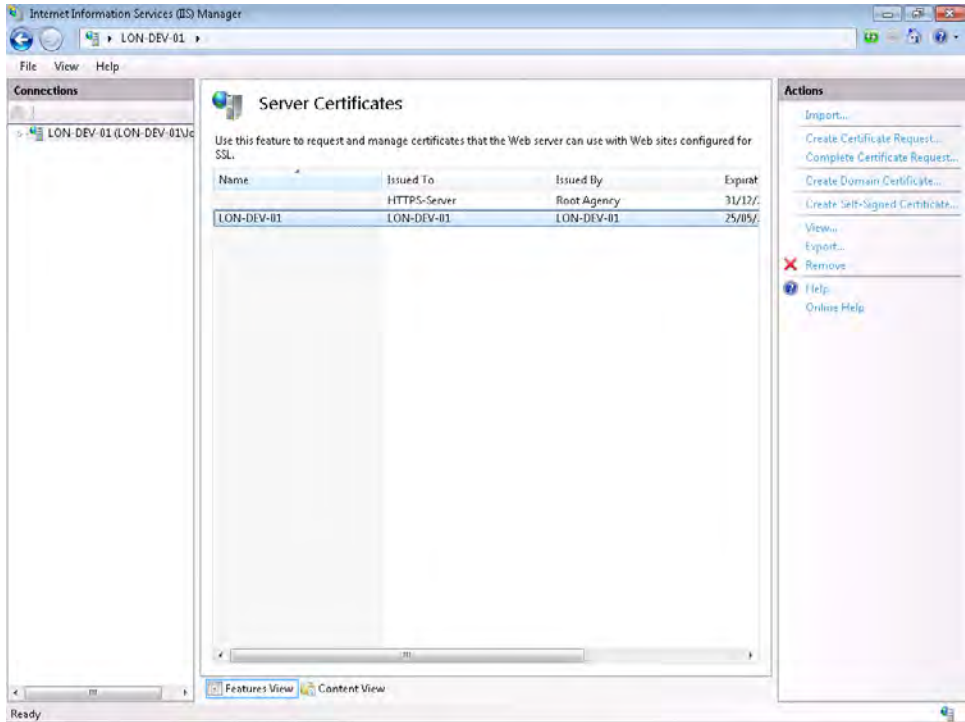 Internet Information Services (IIS) Manager
LON-DEV-01
File View Help
Connections
LON-DEV-01 (LON-DEV-01\Jc
Server Certificates
Use this feature to request and manage certificates that the Web server can use with Web sites configured for
SSL.
Name Issued To Issued By Expirat
HTTPS-Server Root Agency 31/12/
LON-DEV-01 LON-DEV-01 LON-DEV-01 25/05/
Features View Content View
Actions
Import...
Create Certificate Request...
Complete Certificate Request...
Create Domain Certificate...
Create Self-Signed Certificate...
View...
Export...
Remove
Help
Online Help
Ready